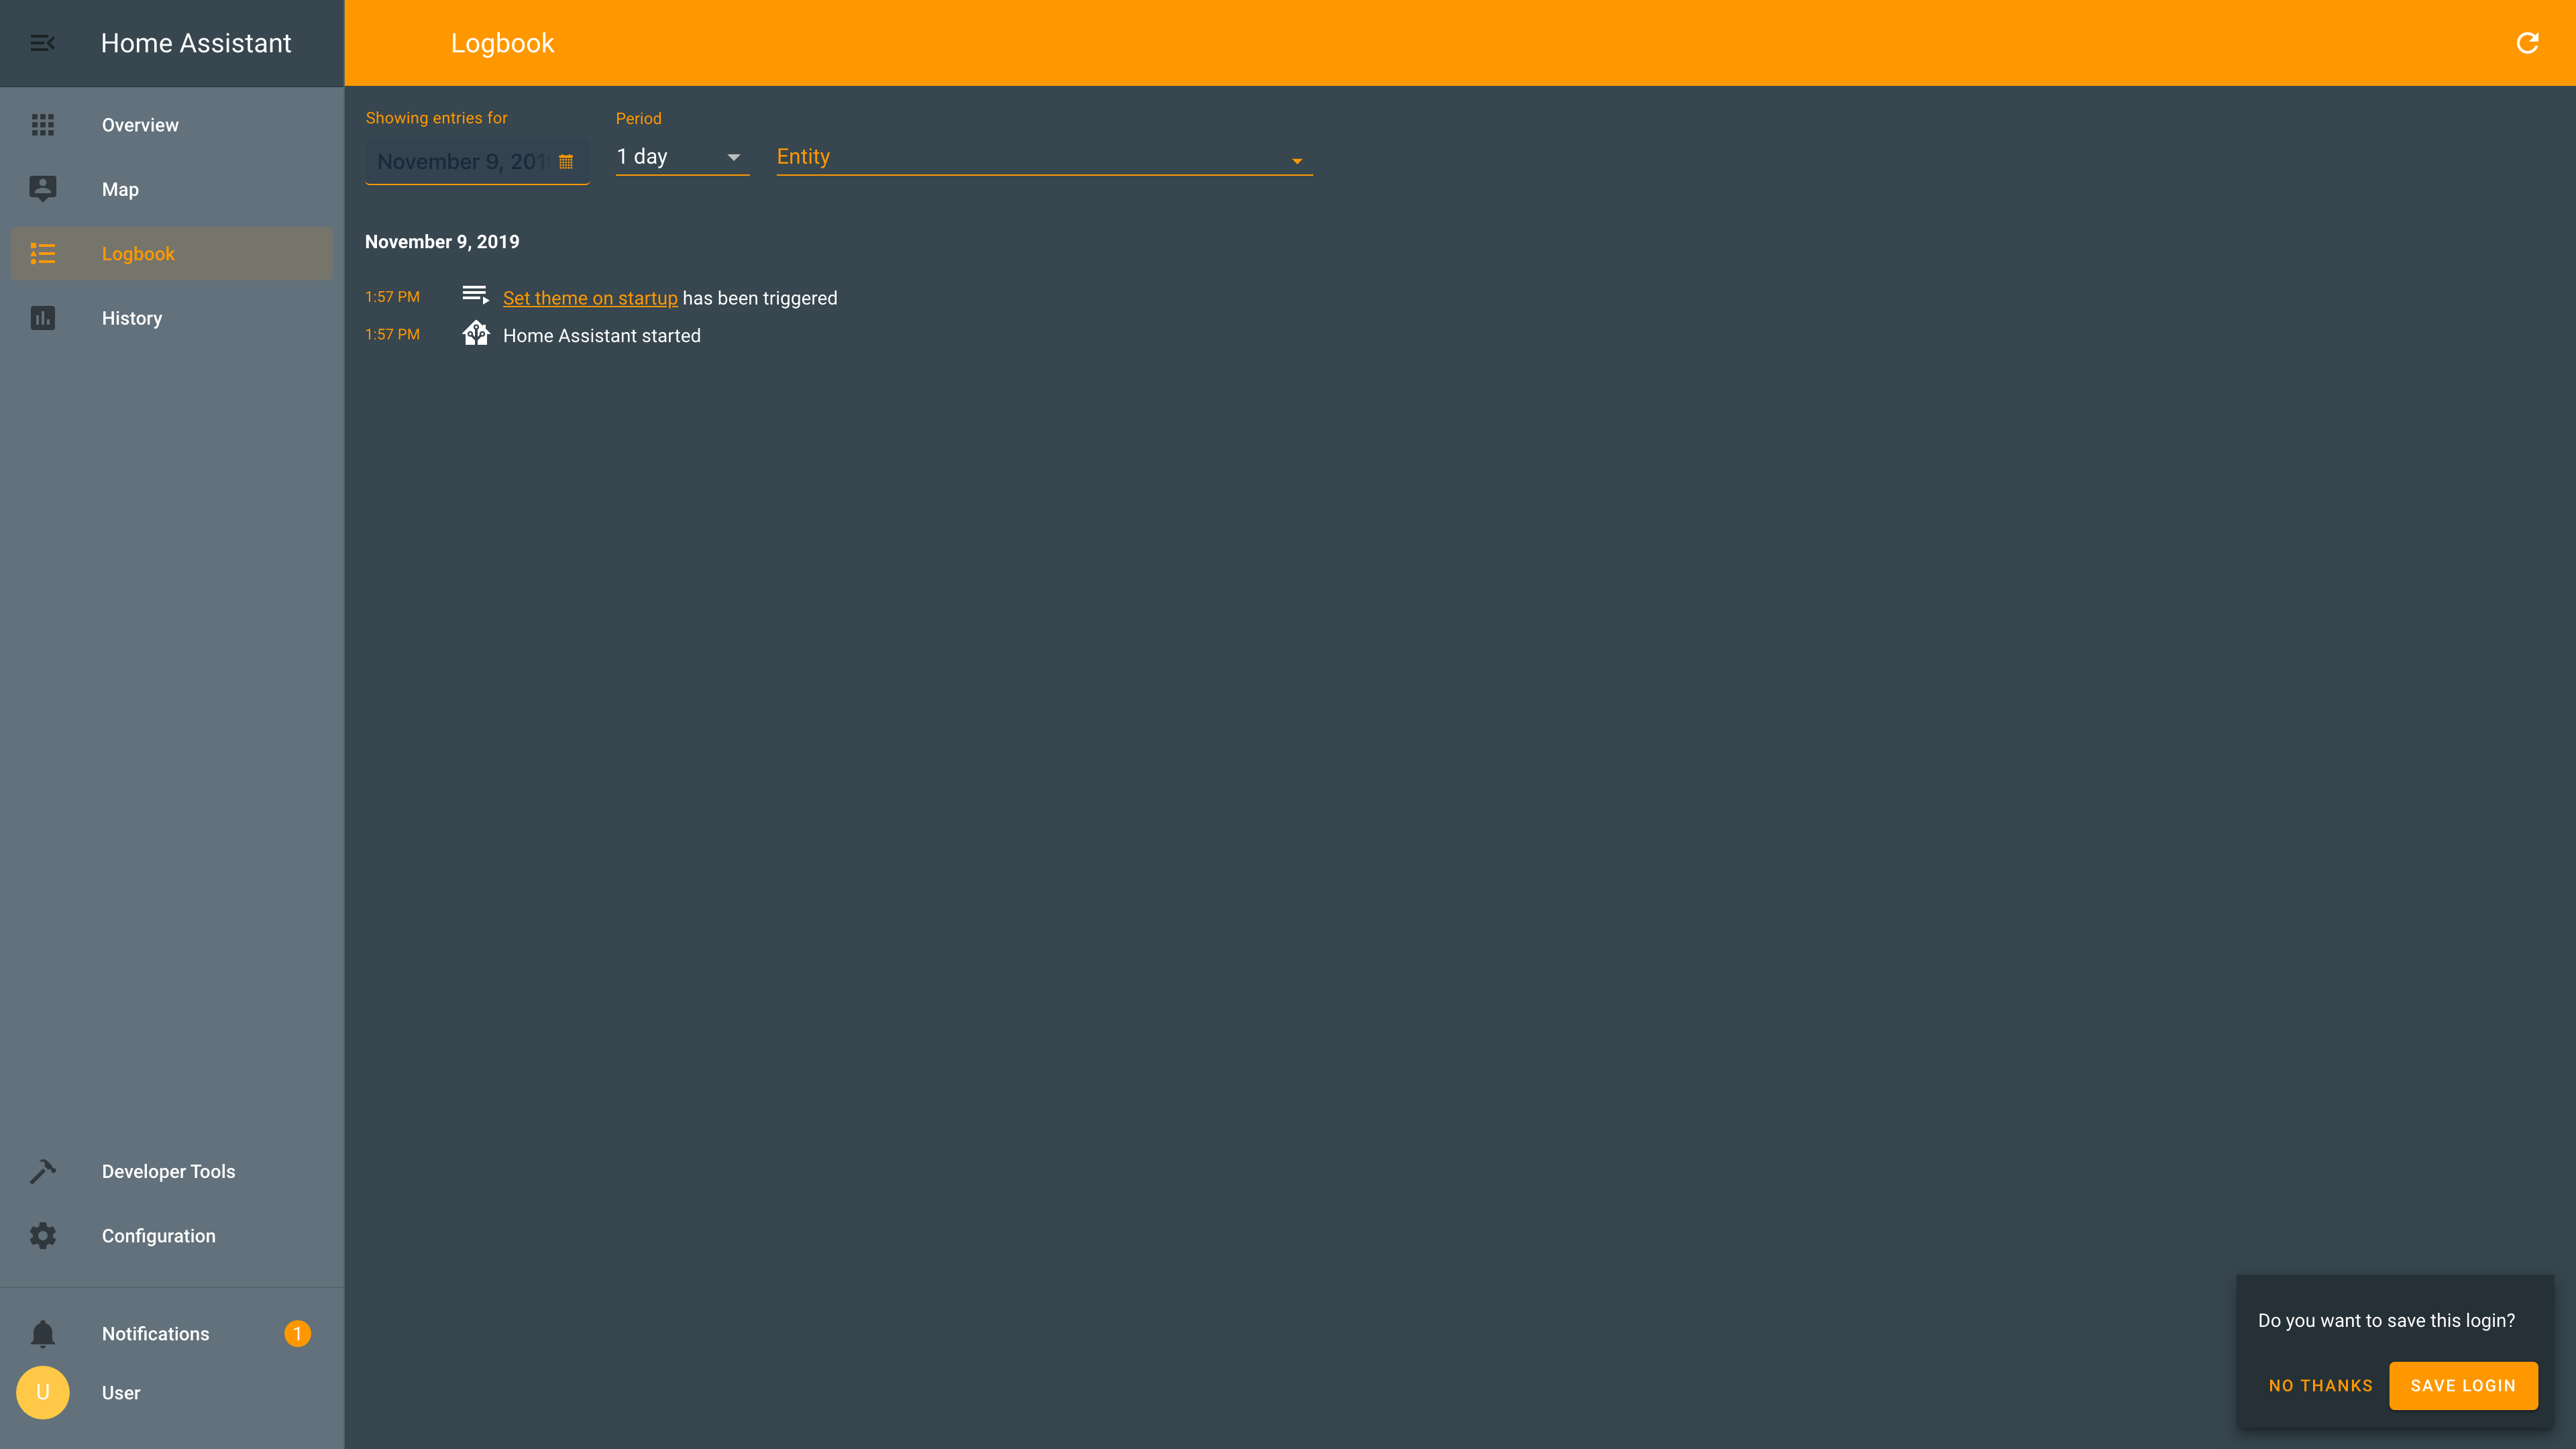 Home Assistant
Logbook
Overview
Map
Logbook
History
Developer Tools
Configuration
Notifications
1
U
User
Showing entries for
November 9, 201
Period
1 day
Entity
November 9, 2019
1:57 PM Set theme on startup has been triggered
1:57 PM Home Assistant started
Do you want to save this login?
NO THANKS
SAVE LOGIN